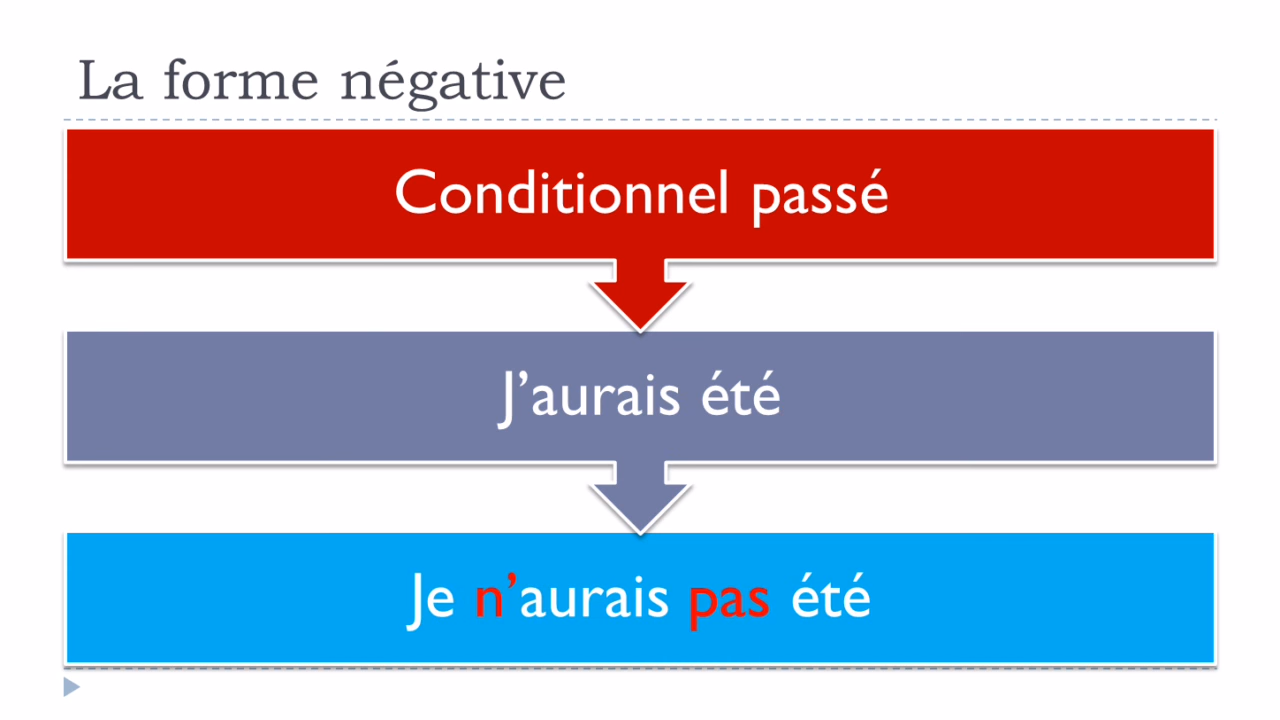 La forme négative
Conditionnel passé
J’aurais été
Je n’aurais pas été